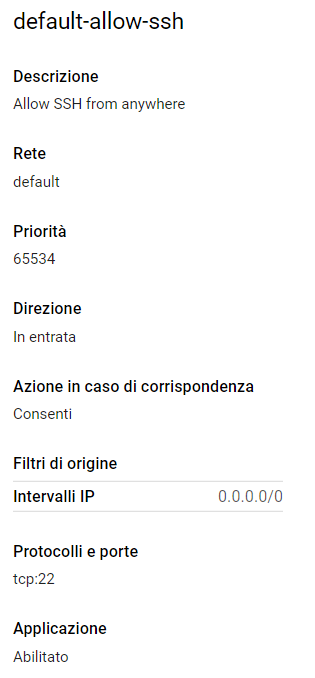 default-allow-ssh
Descrizione
Allow SSH from anywhere
Rete
default
Priorità
65534
Direzione
In entrata
Azione in caso di corrispondenza
Consenti
Filtri di origine
Intervalli IP 0.0.0.0/0
Protocolli e porte
tcp:22
Applicazione
Abilitato